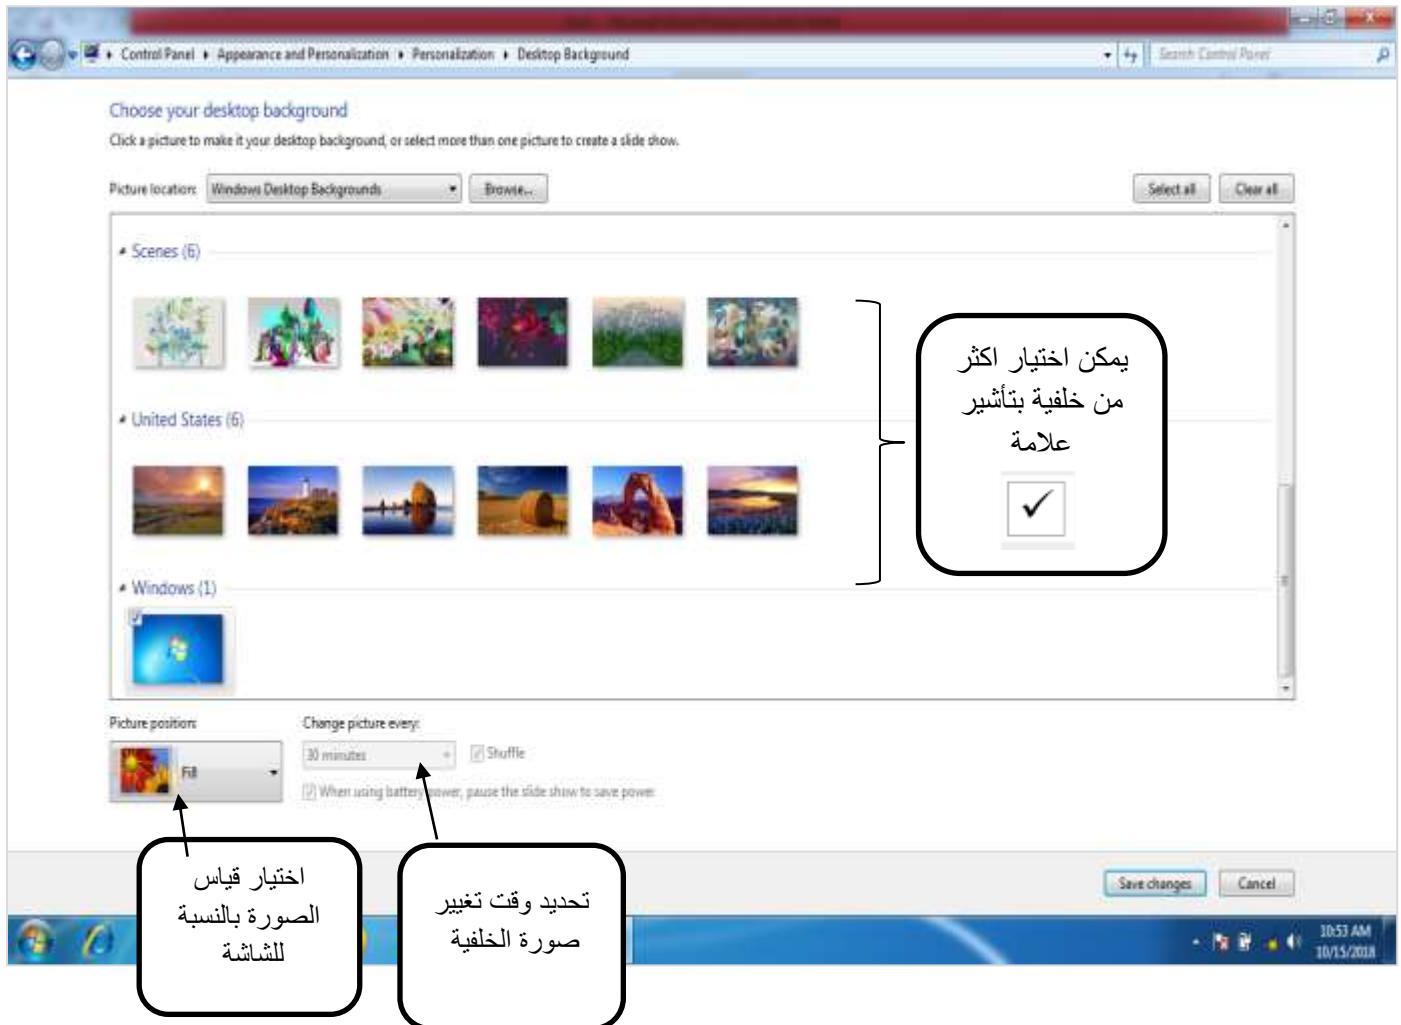 Control Panel ▸ Appearance and Personalization ▸ Personalization ▸ Desktop Background
Search Control Panel
Choose your desktop background
Click a picture to make it your desktop background, or select more than one picture to create a slide show.
Picture location: Windows Desktop Backgrounds Browse... Select all Clear all
Scenes (6)
يمكن اختيار اكثر
من خلفية بتأشير
علامة
United States (6)
Windows (1)
Picture position: Change picture every:
Fill 30 minutes Shuffle
When using battery power, pause the slide show to save power
اختيار قياس
الصورة بالنسبة
للشاشة
تحديد وقت تغيير
صورة الخلفية
Save changes Cancel
10:53 AM
10/15/2018